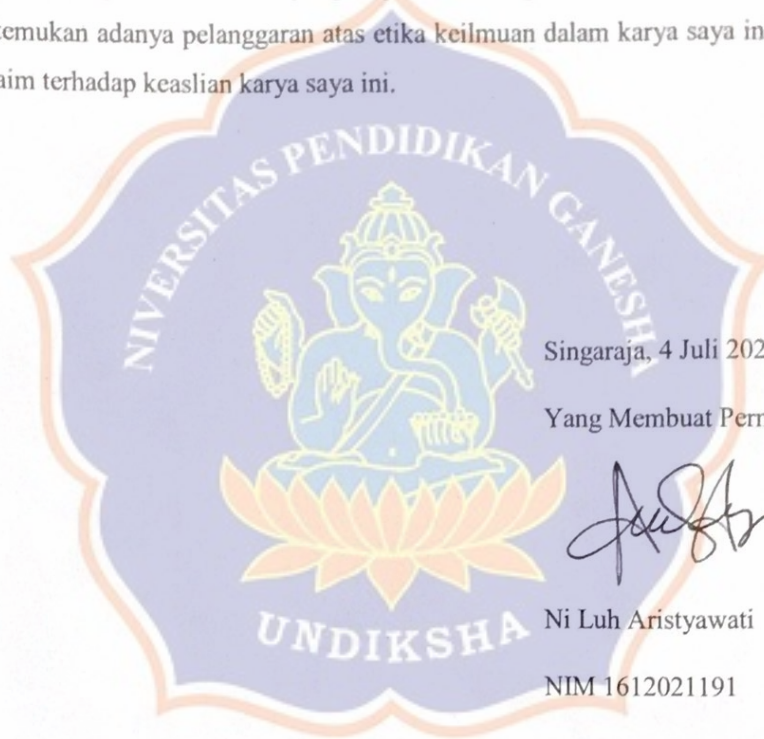 temukan adanya pelanggaran atas etika keilmuan dalam karya saya in
aim terhadap keaslian karya saya ini.
NIVERSITAS PENDIDIKAN GANESHA
Singaraja, 4 Juli 202
Yang Membuat Pern
UNDIKSHA
Ni Luh Aristyawati
NIM 1612021191